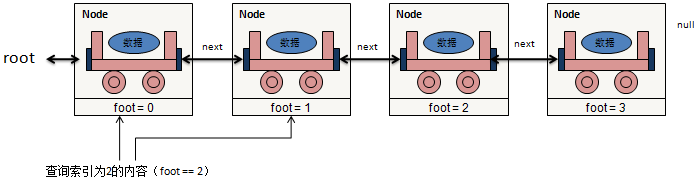 Node
Node
Node
Node
null
数据
数据
数据
数据
next
next
next
root
foot = 0
foot = 1
foot = 2
foot = 3
查询索引为2的内容（foot == 2）